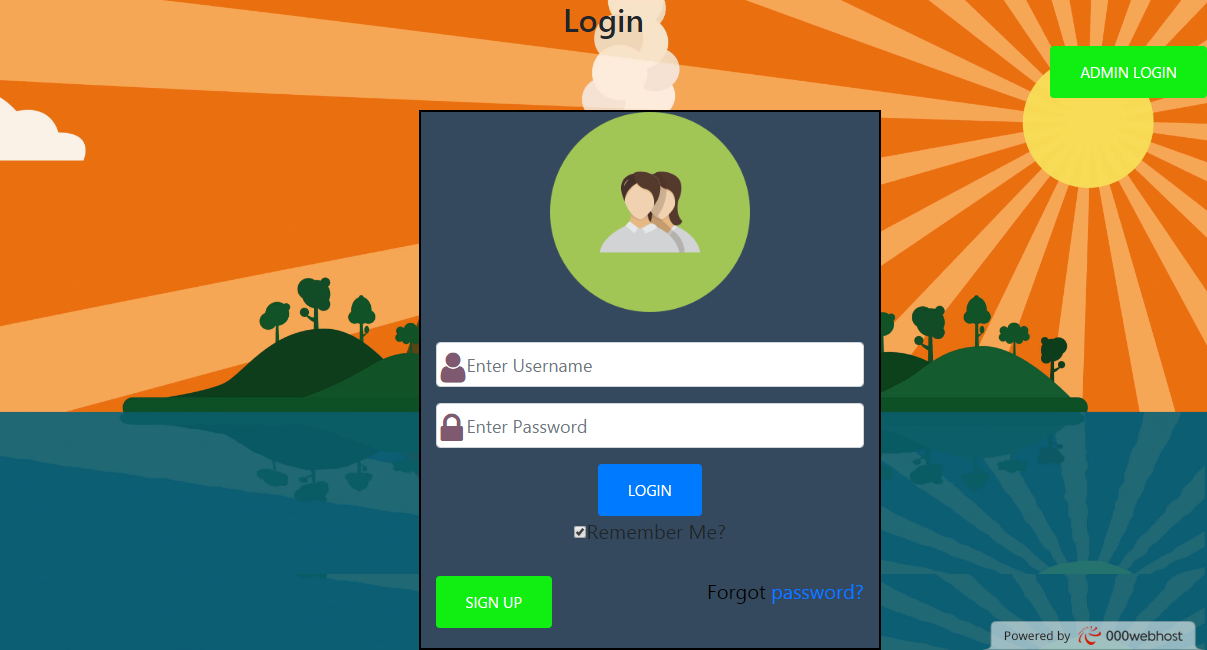 Login
ADMIN LOGIN
Enter Username
Enter Password
LOGIN
Remember Me?
SIGN UP
Forgot password?
Powered by 000webhost